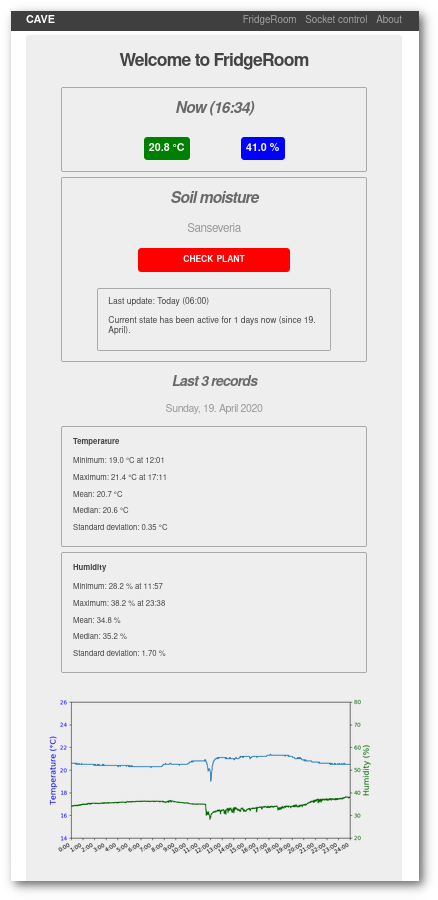 CAVE FridgeRoom Socket control About
Welcome to FridgeRoom
Now (16:34)
20.8 °C 41.0 %
Soil moisture
Sanseveria
CHECK PLANT
Last update: Today (06:00)
Current state has been active for 1 days now (since 19.
April).
Last 3 records
Sunday, 19. April 2020
Temperature
Minimum: 19.0 °C at 12:01
Maximum: 21.4 °C at 17:11
Mean: 20.7 °C
Median: 20.6 °C
Standard deviation: 0.35 °C
Humidity
Minimum: 28.2 % at 11:57
Maximum: 38.2 % at 23:38
Mean: 34.8 %
Median: 35.2 %
Standard deviation: 1.70 %
26 80
24 70
22 60
20 50
18 40
16 30
14 20
Temperature (°C)
Humidity (%)
0:00 1:00 2:00 3:00 4:00 5:00 6:00 7:00 8:00 9:00 10:00 11:00 12:00 13:00 14:00 15:00 16:00 17:00 18:00 19:00 20:00 21:00 22:00 23:00 24:00